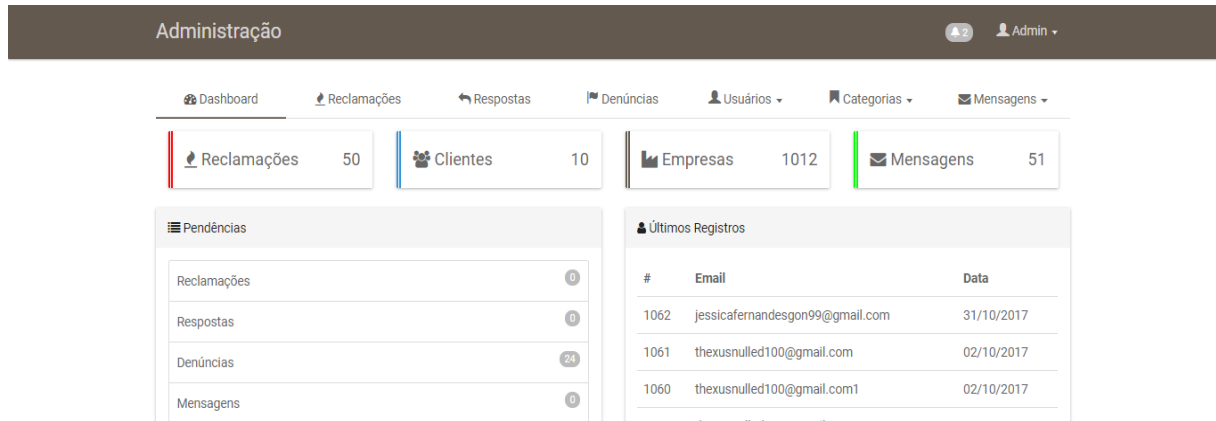 Administração 2 Admin
Dashboard Reclamações Respostas Denúncias Usuários Categorias Mensagens
Reclamações 50 Clientes 10 Empresas 1012 Mensagens 51
Pendências
Reclamações 0
Respostas 0
Denúncias 24
Mensagens 0
Últimos Registros
# Email Data
1062 jessicafernandesgon99@gmail.com 31/10/2017
1061 thexusnulled100@gmail.com 02/10/2017
1060 thexusnulled100@gmail.com1 02/10/2017